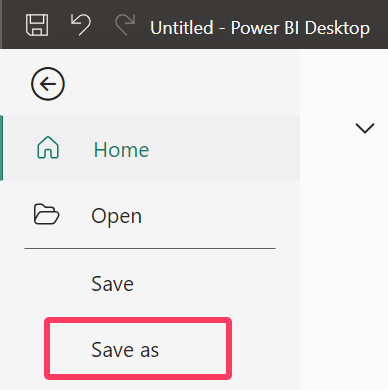 Untitled - Power BI Desktop
Home
Open
Save
Save as